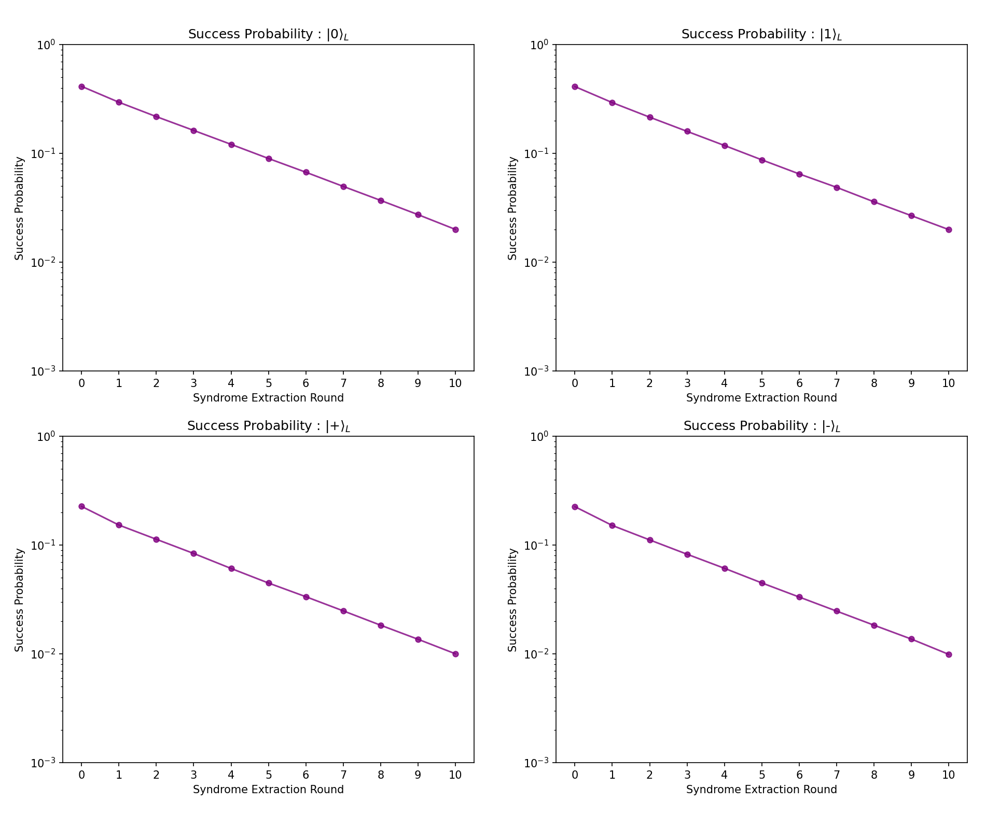 Success Probability : |0⟩L
10^0
10^-1
10^-2
10^-3
Success Probability
0 1 2 3 4 5 6 7 8 9 10
Syndrome Extraction Round
Success Probability : |1⟩L
10^0
10^-1
10^-2
10^-3
Success Probability
0 1 2 3 4 5 6 7 8 9 10
Syndrome Extraction Round
Success Probability : |+⟩L
10^0
10^-1
10^-2
10^-3
Success Probability
0 1 2 3 4 5 6 7 8 9 10
Syndrome Extraction Round
Success Probability : |-⟩L
10^0
10^-1
10^-2
10^-3
Success Probability
0 1 2 3 4 5 6 7 8 9 10
Syndrome Extraction Round